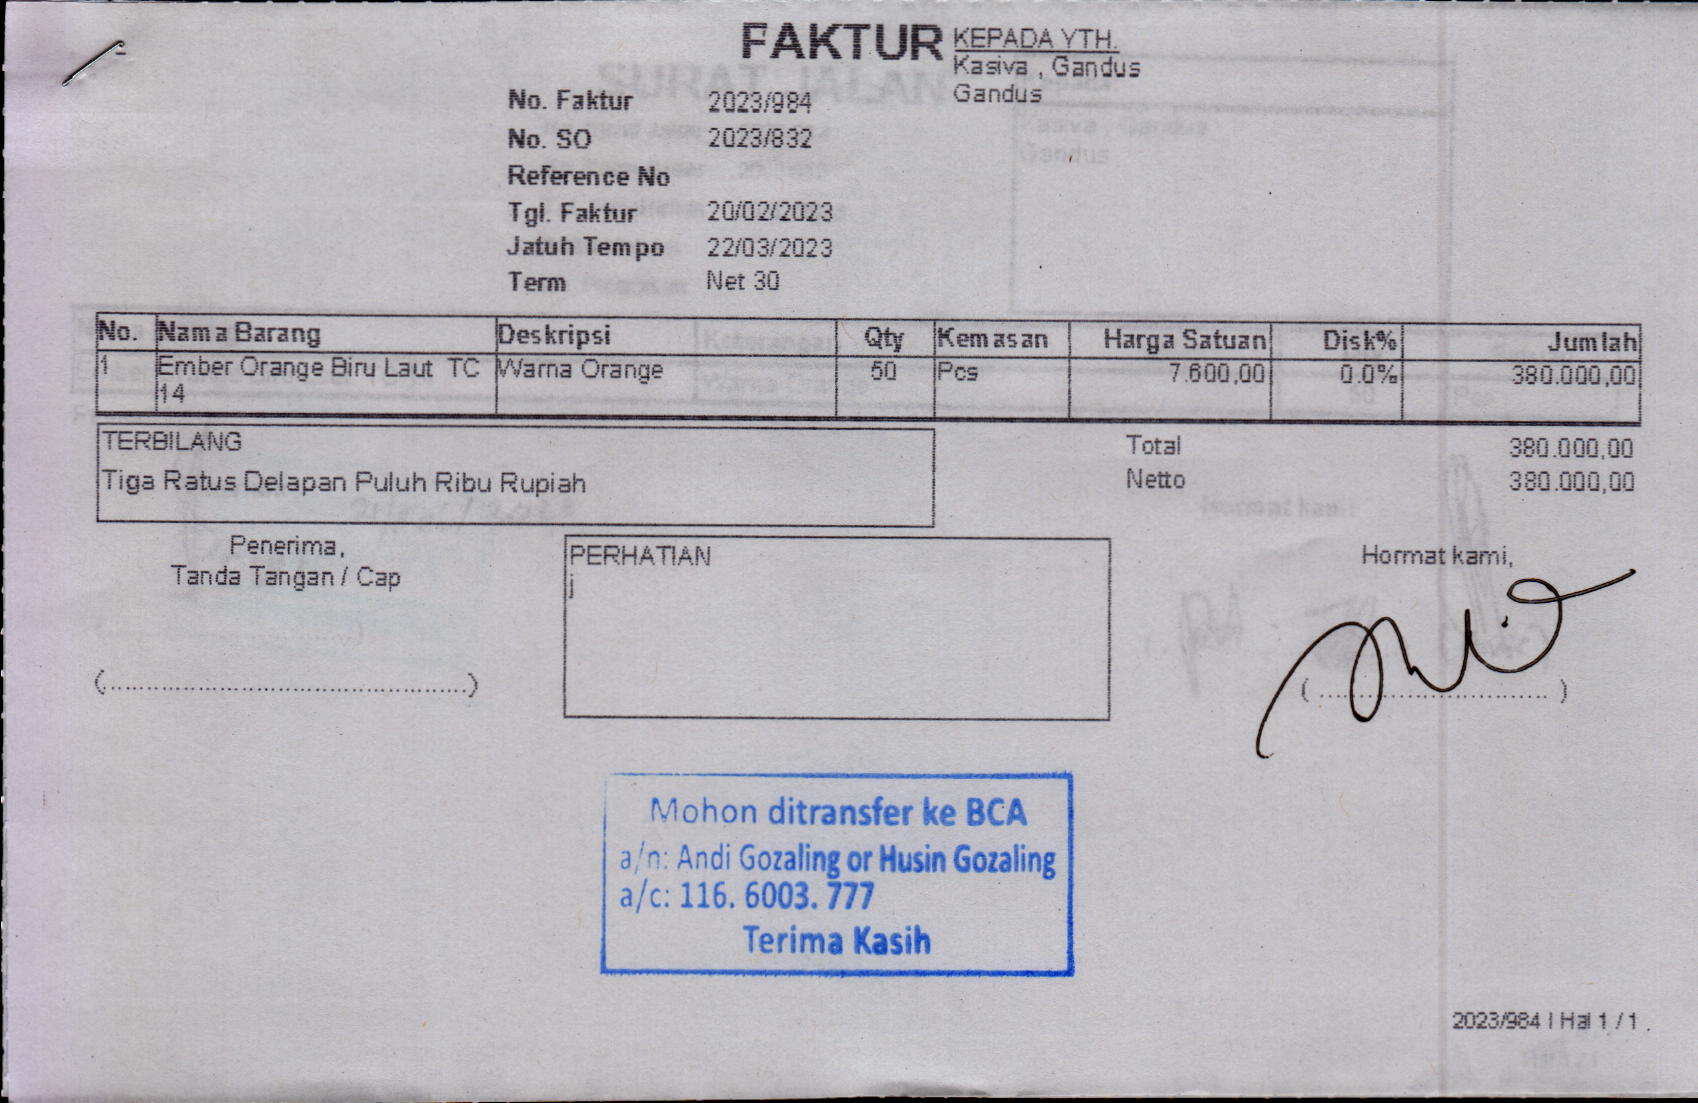 FAKTUR
KEPADA YTH.
Kasiva , Gandus
Gandus
No. Faktur 2023/984
No. SO 2023/832
Reference No
Tgl. Faktur 20/02/2023
Jatuh Tempo 22/03/2023
Term Net 30
No. Nama Barang Deskripsi Qty Kemasan Harga Satuan Disk% Jumlah
1 Ember Orange Biru Laut TC 14 Warna Orange 50 Pcs 7.600,00 0.0% 380.000,00
TERBILANG
Tiga Ratus Delapan Puluh Ribu Rupiah
Total 380.000,00
Netto 380.000,00
Penerima,
Tanda Tangan / Cap
(................................................)
PERHATIAN
j
Hormat kami,
( .............................. )
Mohon ditransfer ke BCA
a/n: Andi Gozaling or Husin Gozaling
a/c: 116. 6003. 777
Terima Kasih
2023/984 | Hal 1 / 1 .